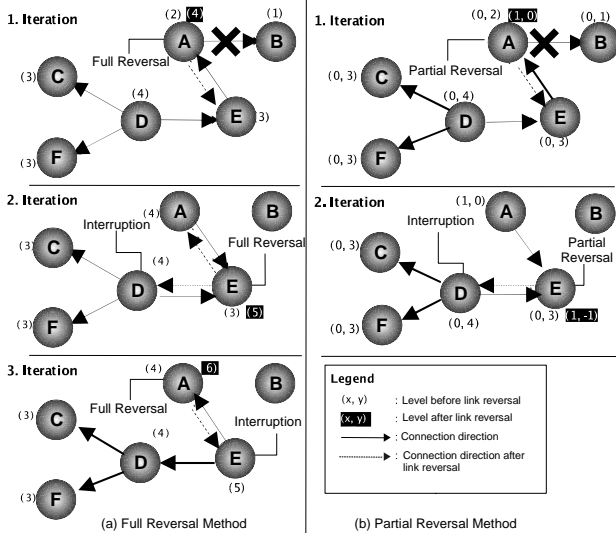 1. Iteration
(2) (4)
(1)
A
B
Full Reversal
(3)
C
(4)
D
E
(3)
(3)
F
2. Iteration
(4)
A
B
Interruption
Full Reversal
(3)
C
(4)
D
E
(3) (5)
(3)
F
3. Iteration
(4) 6)
A
B
Full Reversal
Interruption
(3)
C
(4)
D
E
(5)
(3)
F
(a) Full Reversal Method
1. Iteration
(0, 2) (1, 0)
(0, 1)
A
B
Partial Reversal
(0, 3)
C
(0, 4)
D
E
(0, 3)
(0, 3)
F
2. Iteration
(1, 0)
A
B
Interruption
Partial
Reversal
(0, 3)
C
D
E
(0, 4)
(0, 3) (1, -1)
(0, 3)
F
Legend
(x, y) : Level before link reversal
(x, y) : Level after link reversal
: Connection direction
: Connection direction after
link reversal
(b) Partial Reversal Method